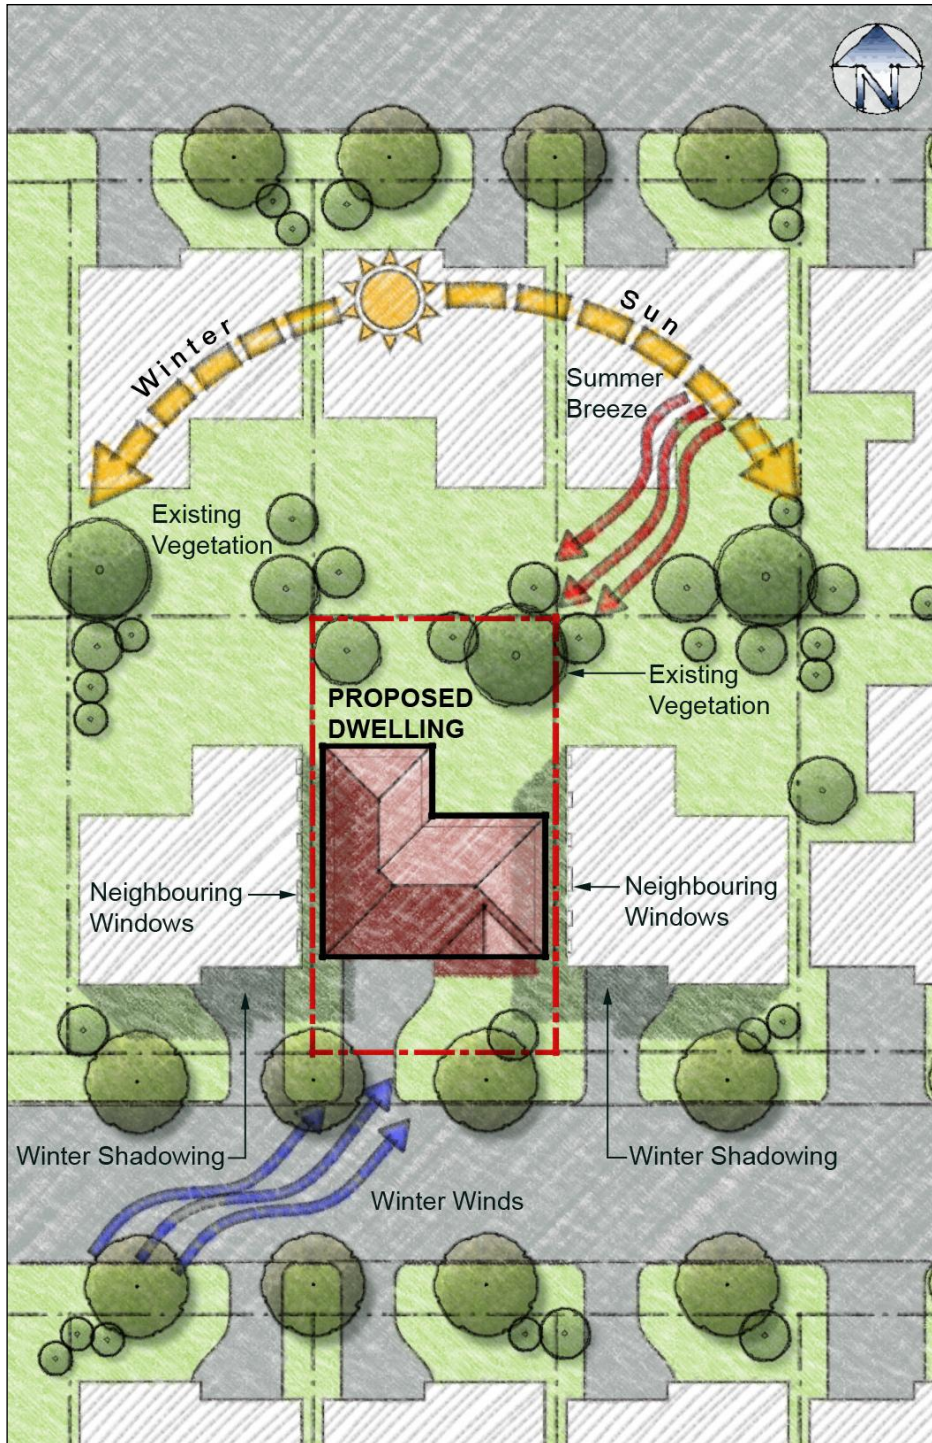 N
Winter
Sun
Summer
Breeze
Existing
Vegetation
Existing
Vegetation
PROPOSED
DWELLING
Neighbouring
Windows
Neighbouring
Windows
Winter Shadowing
Winter Shadowing
Winter Winds